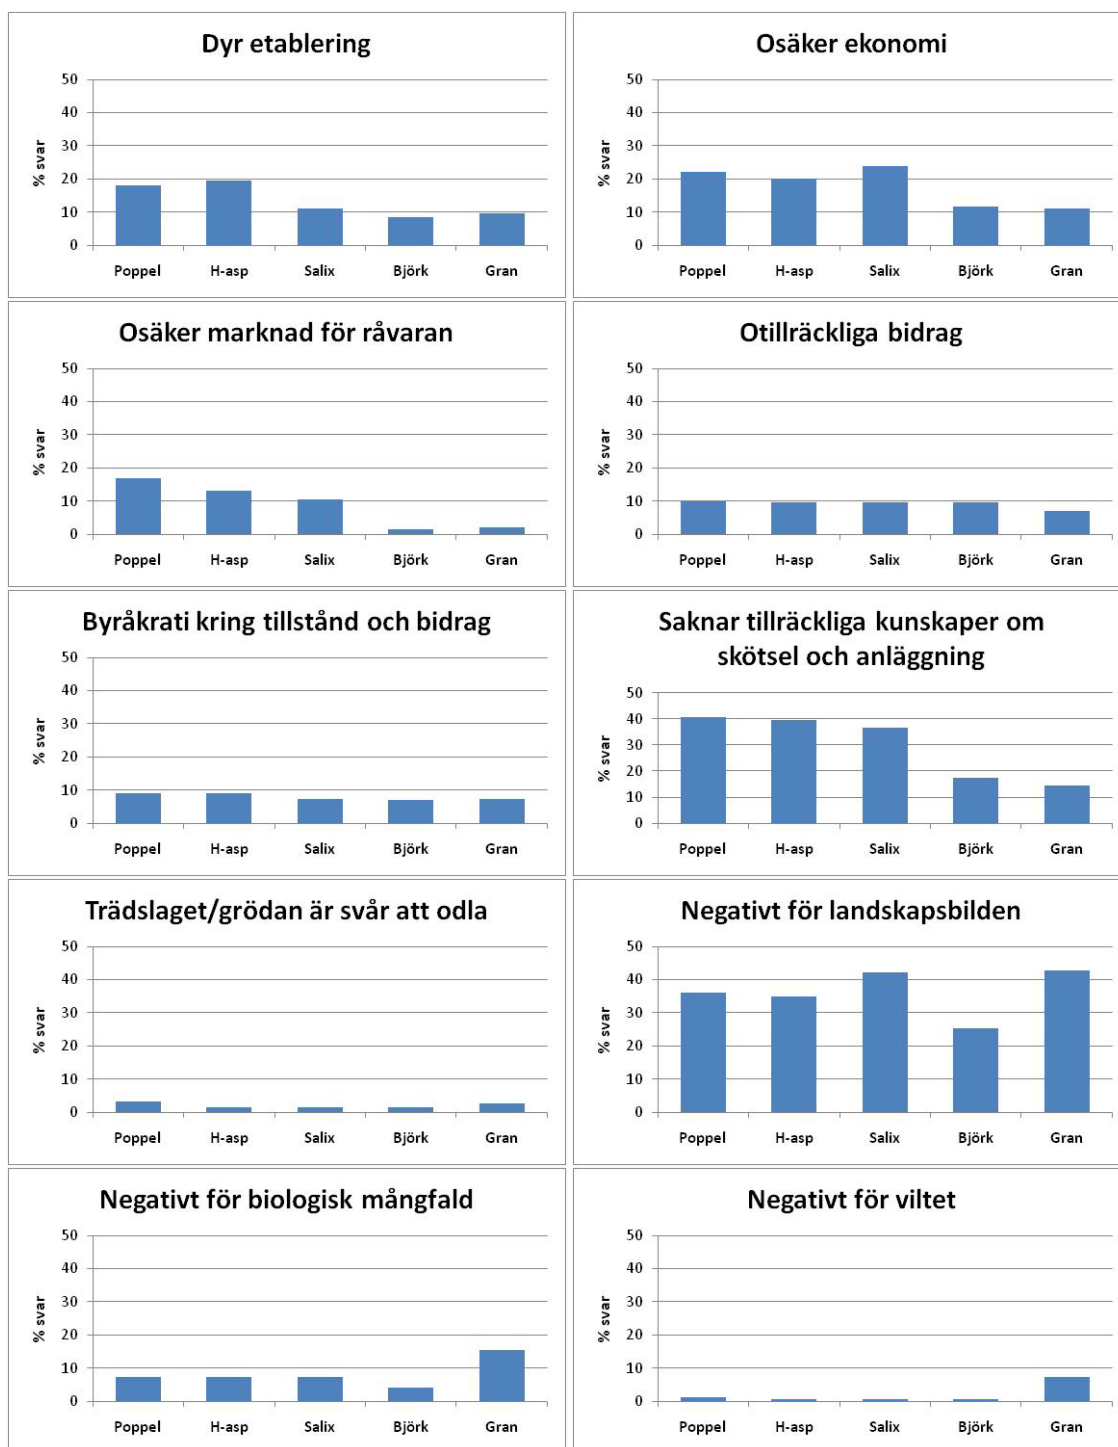 Dyr etablering
50
40
30
20
10
0
% svar
Poppel H-asp Salix Björk Gran
Osäker ekonomi
50
40
30
20
10
0
% svar
Poppel H-asp Salix Björk Gran
Osäker marknad för råvaran
50
40
30
20
10
0
% svar
Poppel H-asp Salix Björk Gran
Otillräckliga bidrag
50
40
30
20
10
0
% svar
Poppel H-asp Salix Björk Gran
Byråkrati kring tillstånd och bidrag
50
40
30
20
10
0
% svar
Poppel H-asp Salix Björk Gran
Saknar tillräckliga kunskaper om
skötsel och anläggning
50
40
30
20
10
0
% svar
Poppel H-asp Salix Björk Gran
Trädslaget/grödan är svår att odla
50
40
30
20
10
0
% svar
Poppel H-asp Salix Björk Gran
Negativt för landskapsbilden
50
40
30
20
10
0
% svar
Poppel H-asp Salix Björk Gran
Negativt för biologisk mångfald
50
40
30
20
10
0
% svar
Poppel H-asp Salix Björk Gran
Negativt för viltet
50
40
30
20
10
0
% svar
Poppel H-asp Salix Björk Gran